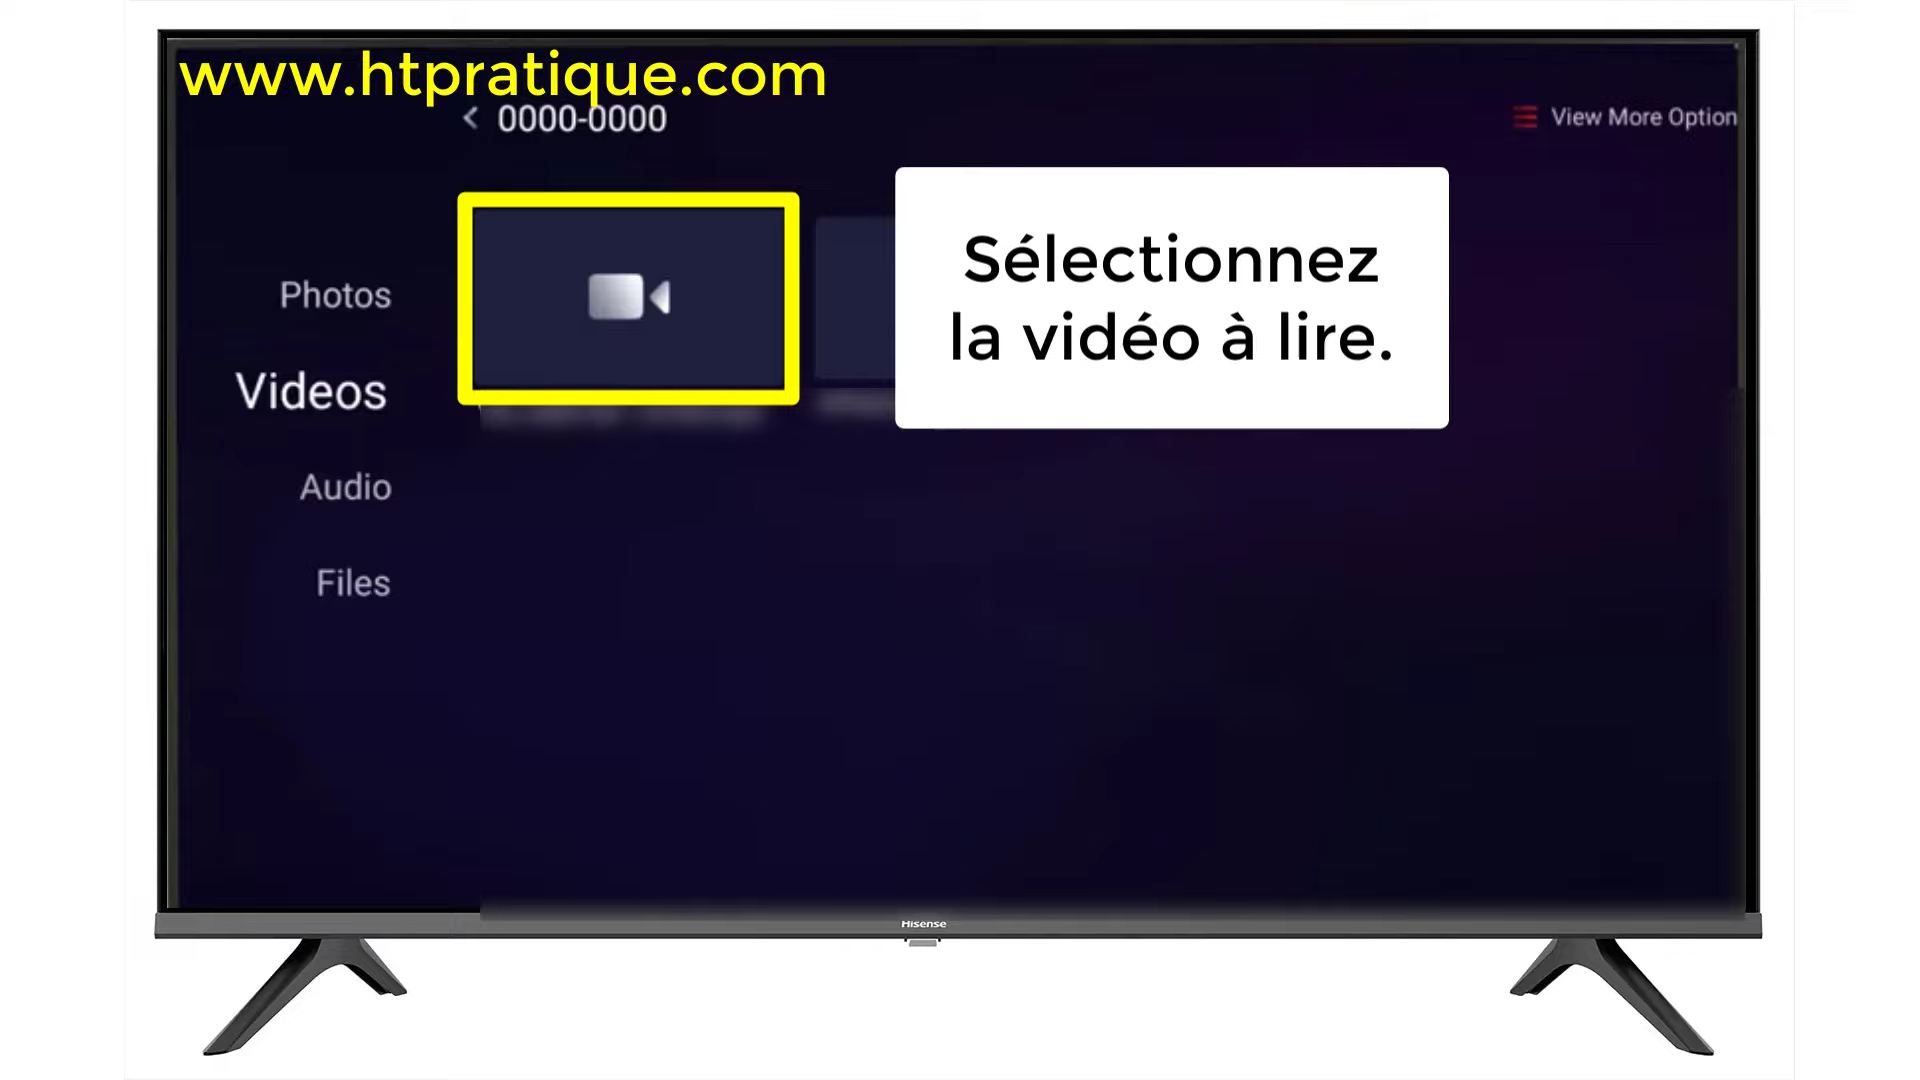 www.htpratique.com
0000-0000
View More Option
Sélectionnez
la vidéo à lire.
Photos
Videos
Audio
Files
Hisense